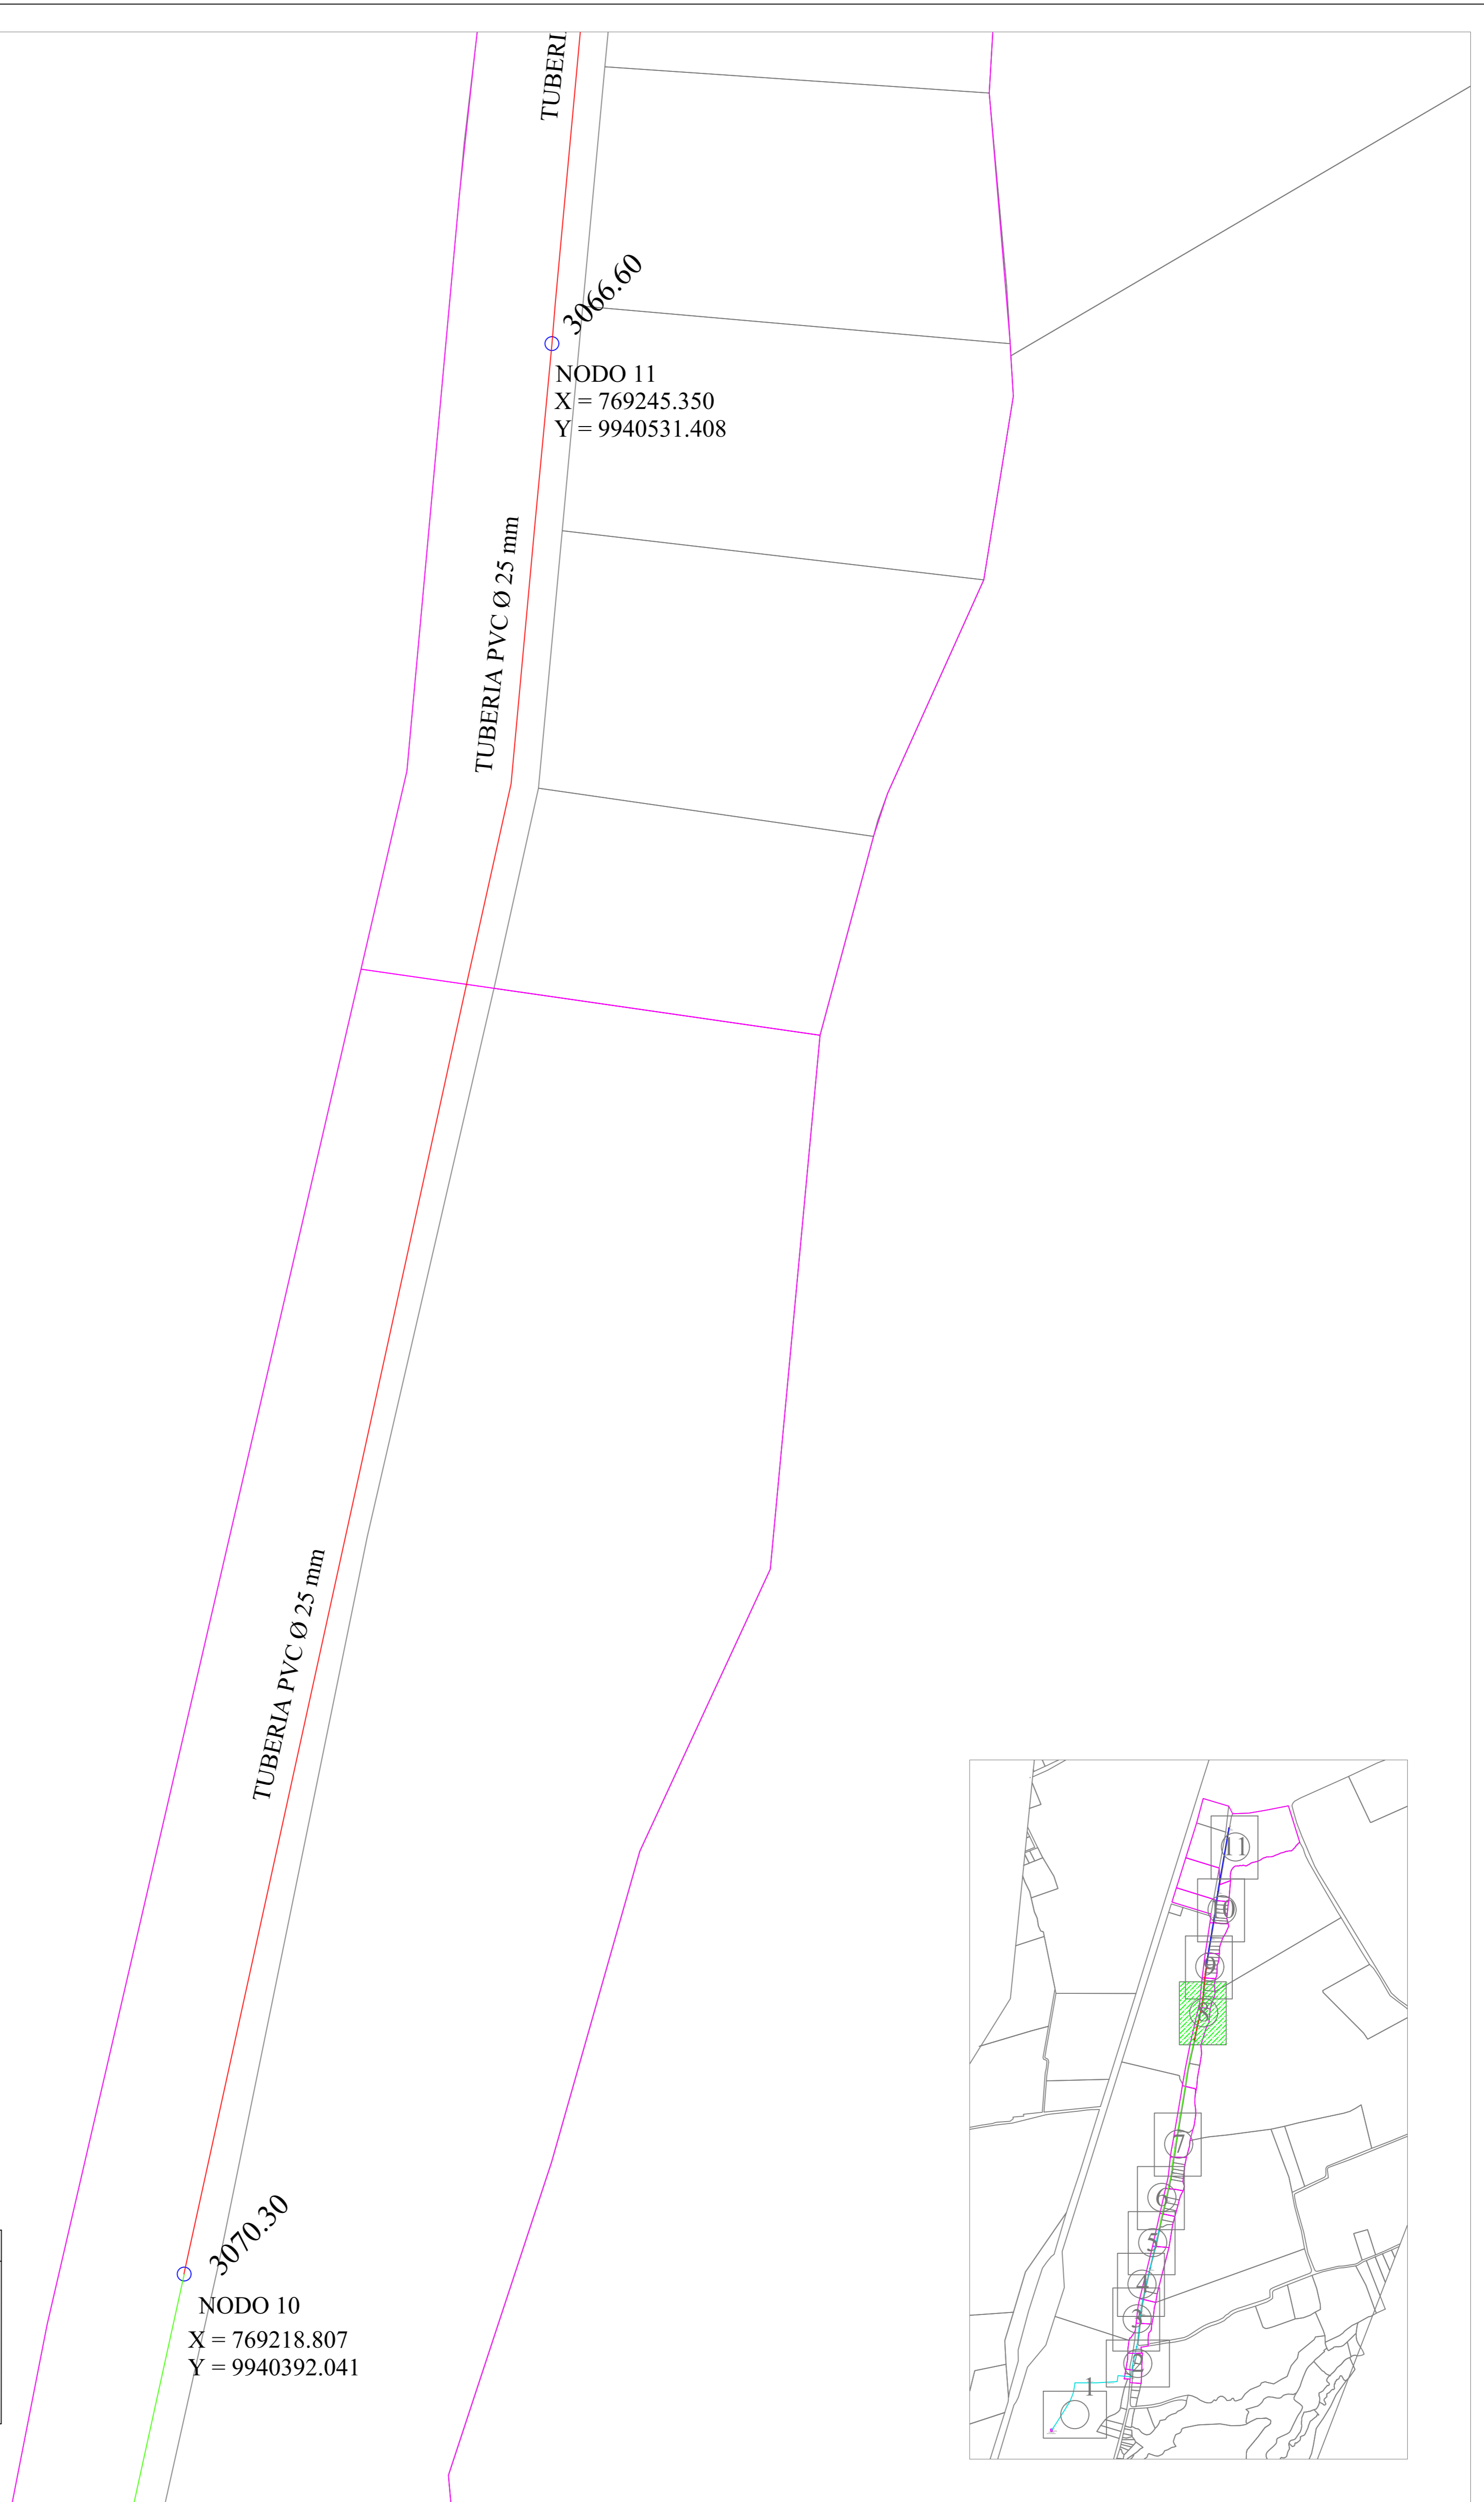 TUBERI
3066.60
NODO 11
X = 769245.350
Y = 9940531.408
TUBERIA PVC Ø 25 mm
TUBERIA PVC Ø 25 mm
3070.30
NODO 10
X = 769218.807
Y = 9940392.041
11
10
9
8
7
6
5
4
3
2
1